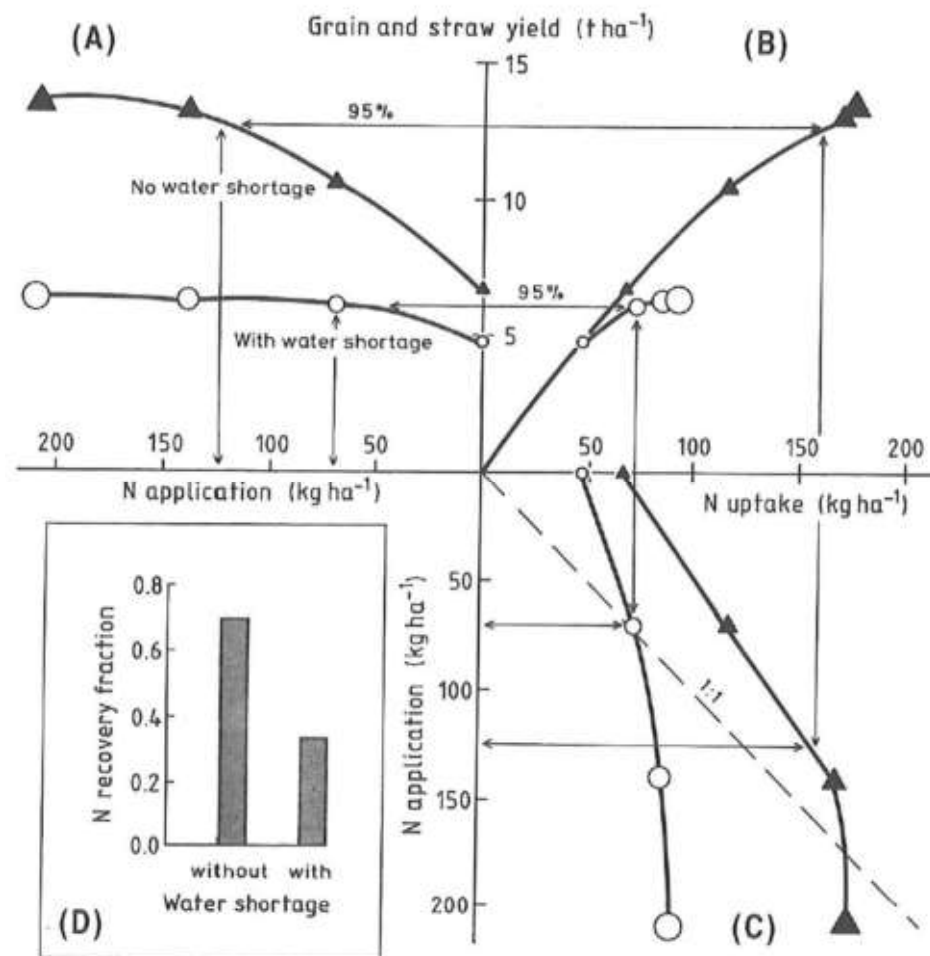 Grain and straw yield (t ha⁻¹)
(A)
(B)
15
10
5
95%
No water shortage
95%
With water shortage
200 150 100 50
N application (kg ha⁻¹)
50 100 150 200
N uptake (kg ha⁻¹)
50
100
150
200
N application (kg ha⁻¹)
1:1
(C)
0.8
0.6
0.4
0.2
0.0
N recovery fraction
without with
Water shortage
(D)